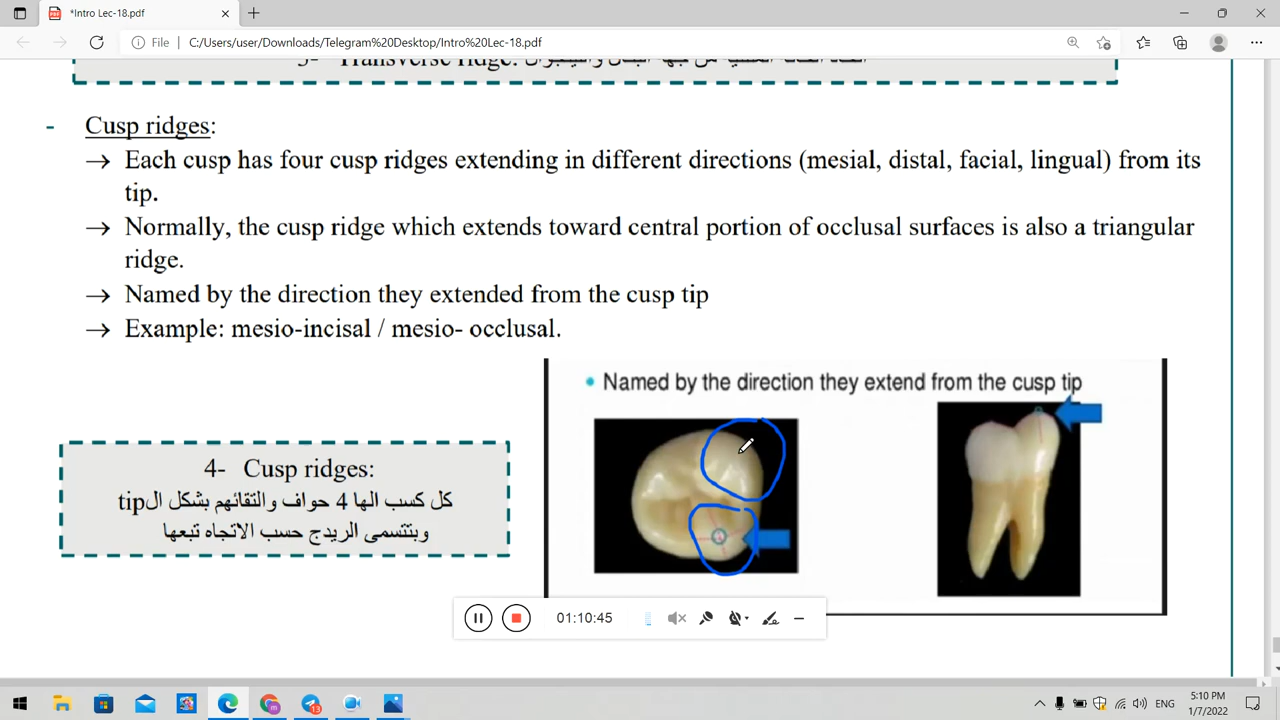 *Intro Lec-18.pdf
File | C:/Users/user/Downloads/Telegram%20Desktop/Intro%20Lec-18.pdf
3- Transverse ridge:
- Cusp ridges:
→ Each cusp has four cusp ridges extending in different directions (mesial, distal, facial, lingual) from its
tip.
→ Normally, the cusp ridge which extends toward central portion of occlusal surfaces is also a triangular
ridge.
→ Named by the direction they extended from the cusp tip
→ Example: mesio-incisal / mesio- occlusal.
• Named by the direction they extend from the cusp tip
4- Cusp ridges:
كل كسب الها 4 حواف والتقائهم بشكل الtip
وبتتسمى الريدج حسب الاتجاه تبعها
01:10:45
13
ENG
5:10 PM
1/7/2022